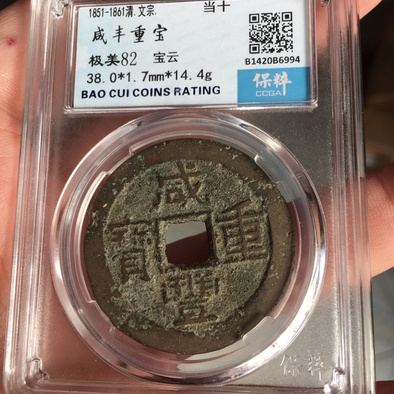 1851-1861清.文宗. 当十
咸丰重宝
极美82 宝云
38.0*1.7mm*14.4g
BAO CUI COINS RATING
B1420B6994
保粹
CCGA
咸
寶 重
豐
保粹